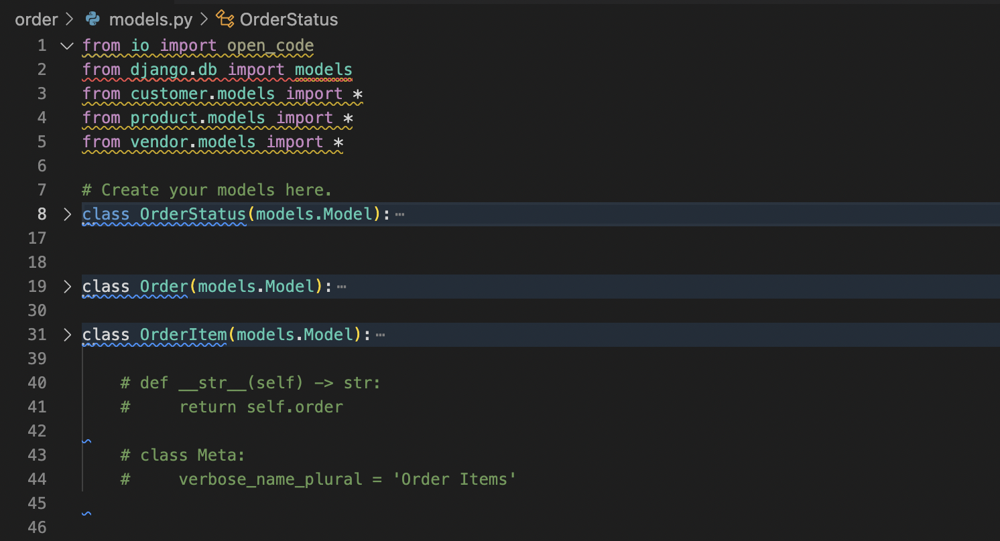 order > models.py > OrderStatus
1 from io import open_code
2 from django.db import models
3 from customer.models import *
4 from product.models import *
5 from vendor.models import *
6
7 # Create your models here.
8 class OrderStatus(models.Model): ⋯
17
18
19 class Order(models.Model): ⋯
30
31 class OrderItem(models.Model): ⋯
39
40     # def __str__(self) -> str:
41     #     return self.order
42
43     # class Meta:
44     #     verbose_name_plural = 'Order Items'
45
46